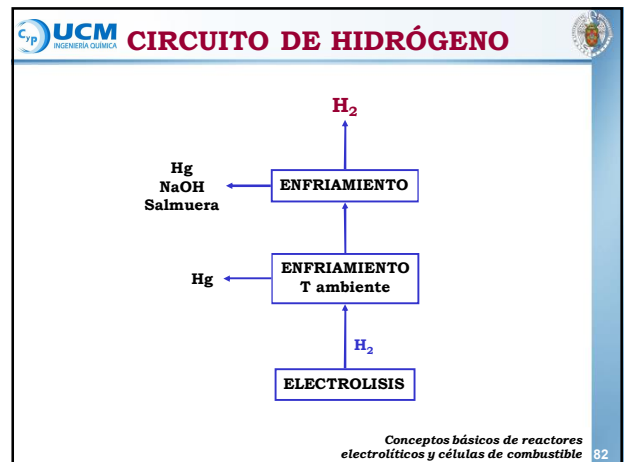 CyP UCM
INGENIERÍA QUÍMICA
CIRCUITO DE HIDRÓGENO
H₂
Hg
NaOH
Salmuera
ENFRIAMIENTO
Hg
ENFRIAMIENTO
T ambiente
H₂
ELECTROLISIS
Conceptos básicos de reactores
electrolíticos y células de combustible 82